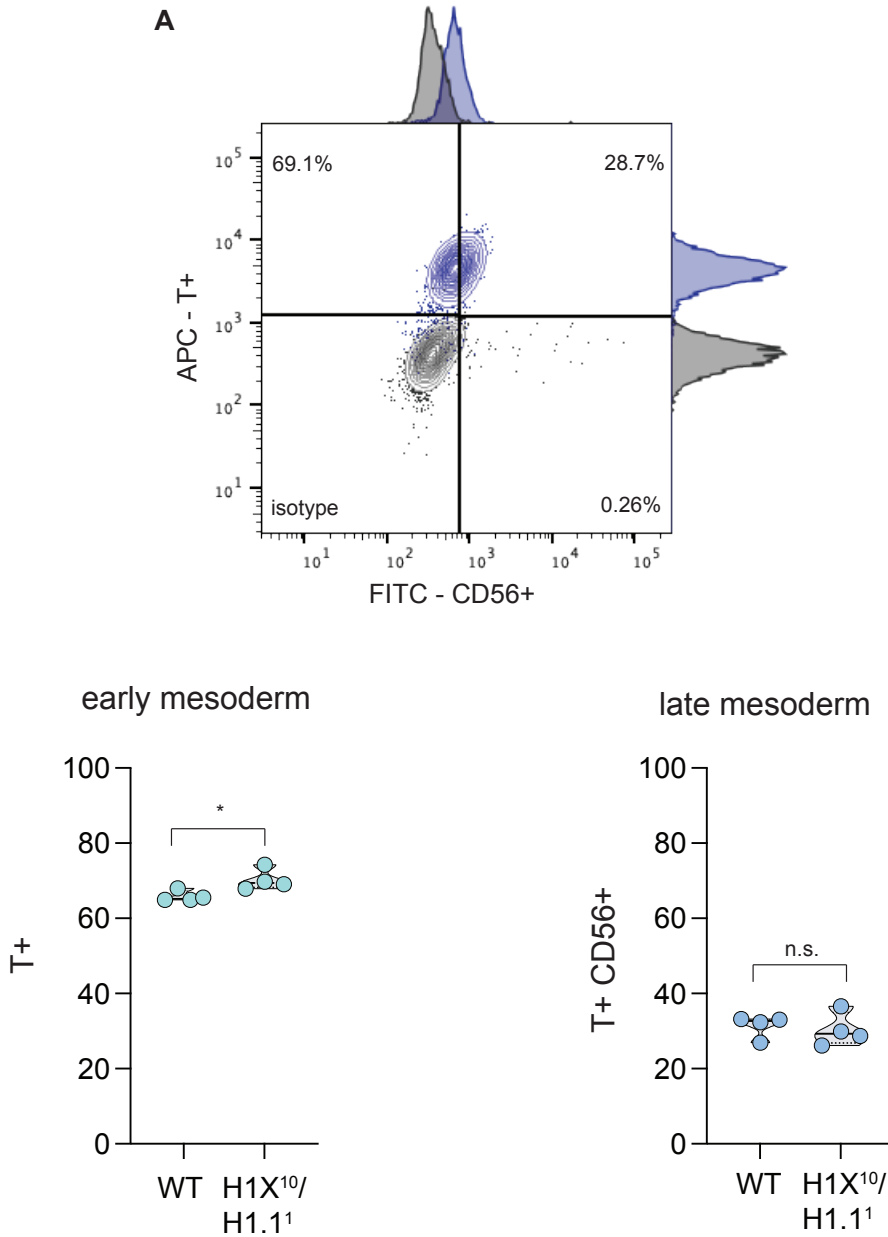 A
69.1%
28.7%
10⁵
10⁴
10³
10²
10¹
APC - T+
isotype
0.26%
10¹ 10² 10³ 10⁴ 10⁵
FITC - CD56+
early mesoderm
T+
100
80
60
40
20
0
*
WT
H1X¹⁰/
H1.1¹
late mesoderm
T+ CD56+
100
80
60
40
20
0
n.s.
WT
H1X¹⁰/
H1.1¹